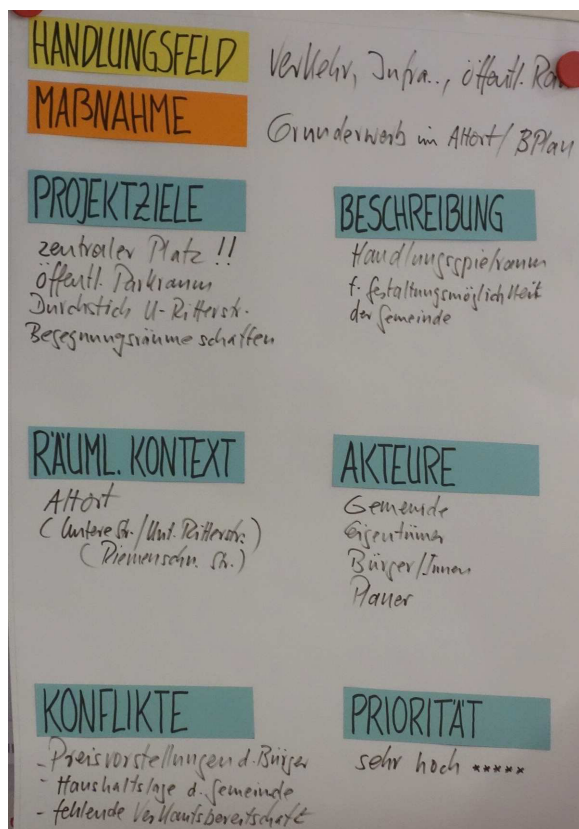 HANDLUNGSFELD
Verkehr, Infra.., öffentl. Rom
MAẞNAHME
Grunderwerb im Altort / BPlan
PROJEKTZIELE
zentraler Platz !!
öffentl. Parkraum
Durchstich U-Ritterstr.
Begegnungsräume schaffen
BESCHREIBUNG
Handlungsspielraum
f. gestaltungsmöglichkeit
der Gemeinde
RÄUML. KONTEXT
Altort
(Untere Str. / Unt. Ritterstr.)
(Riemenschn. Str.)
AKTEURE
Gemeinde
Eigentümer
Bürger/Innen
Planer
KONFLIKTE
- Preisvorstellungen d. Bürger
- Haushaltslage d. Gemeinde
- fehlende Verkaufsbereitschaft
PRIORITÄT
sehr hoch *****